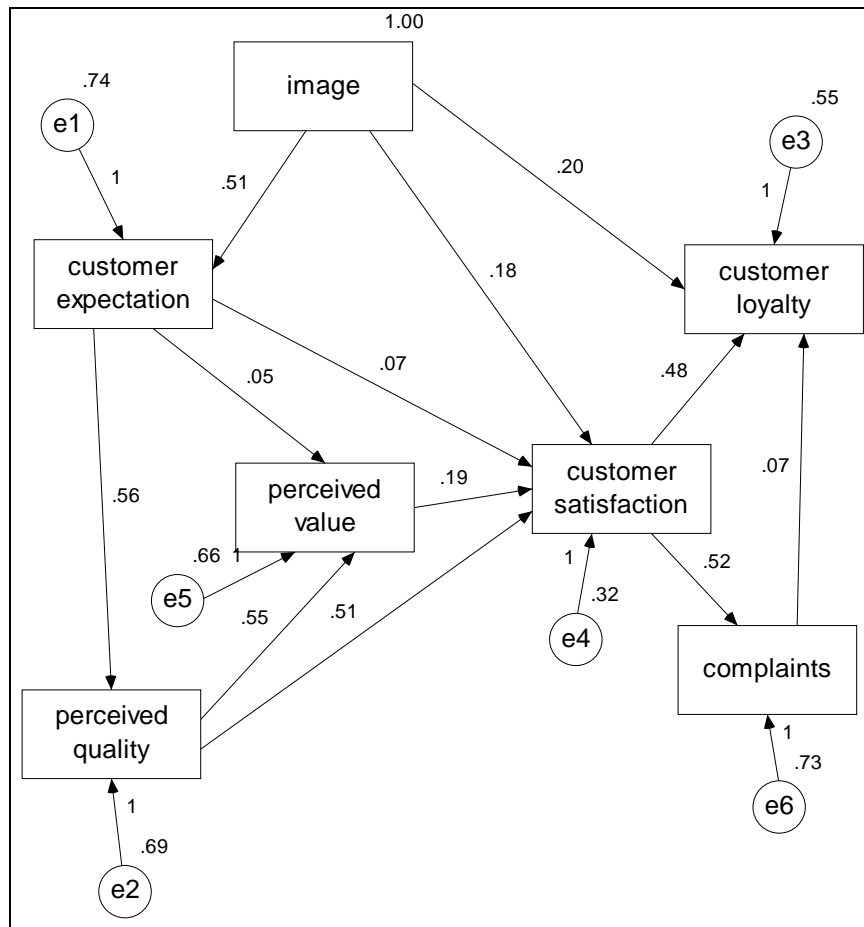 1.00
image
.74
e1
1
.55
e3
1
.51
.20
.18
customer
expectation
customer
loyalty
.05
.07
.48
.56
perceived
value
.19
customer
satisfaction
.07
.66
1
e5
.55
.51
1
.32
e4
.52
complaints
perceived
quality
1
.69
e2
1
.73
e6